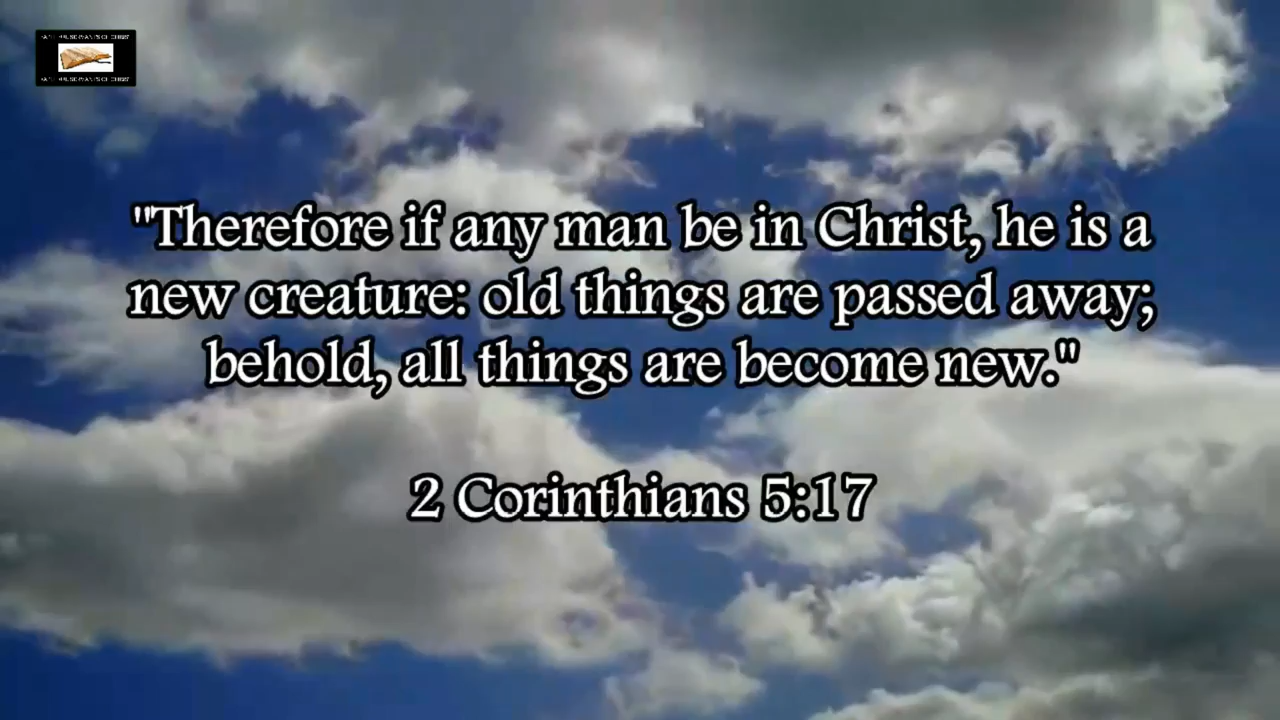 "Therefore if any man be in Christ, he is a
new creature: old things are passed away;
behold, all things are become new."
2 Corinthians 5:17